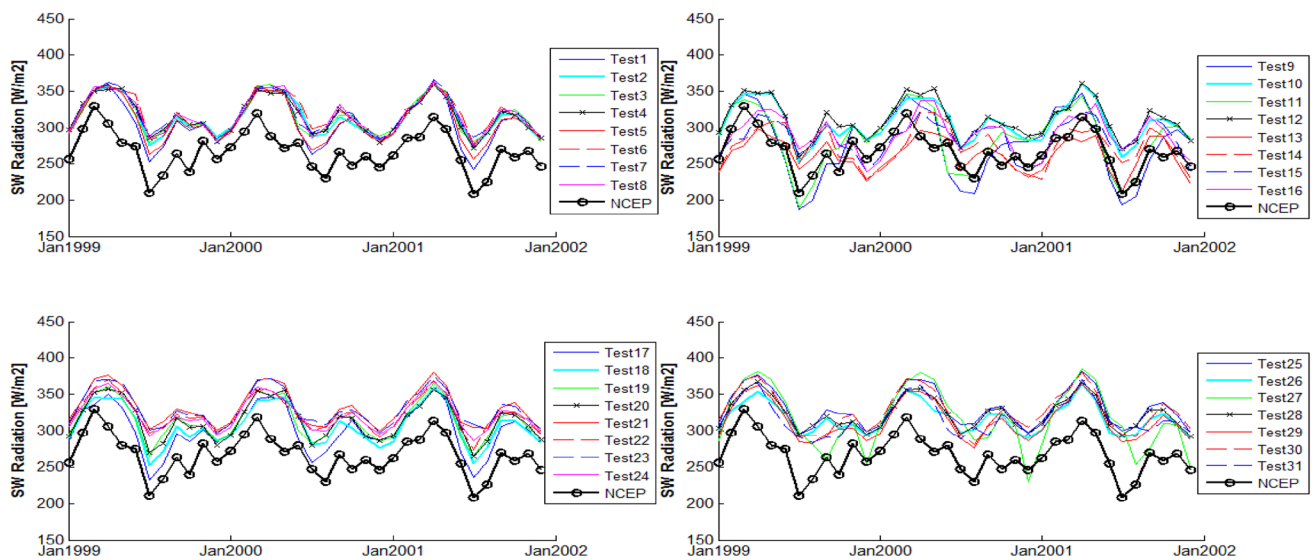 SW Radiation [W/m2]
450
400
350
300
250
200
150
Jan1999
Jan2000
Jan2001
Jan2002
Test1
Test2
Test3
Test4
Test5
Test6
Test7
Test8
NCEP
SW Radiation [W/m2]
450
400
350
300
250
200
150
Jan1999
Jan2000
Jan2001
Jan2002
Test9
Test10
Test11
Test12
Test13
Test14
Test15
Test16
NCEP
SW Radiation [W/m2]
450
400
350
300
250
200
150
Jan1999
Jan2000
Jan2001
Jan2002
Test17
Test18
Test19
Test20
Test21
Test22
Test23
Test24
NCEP
SW Radiation [W/m2]
450
400
350
300
250
200
150
Jan1999
Jan2000
Jan2001
Jan2002
Test25
Test26
Test27
Test28
Test29
Test30
Test31
NCEP